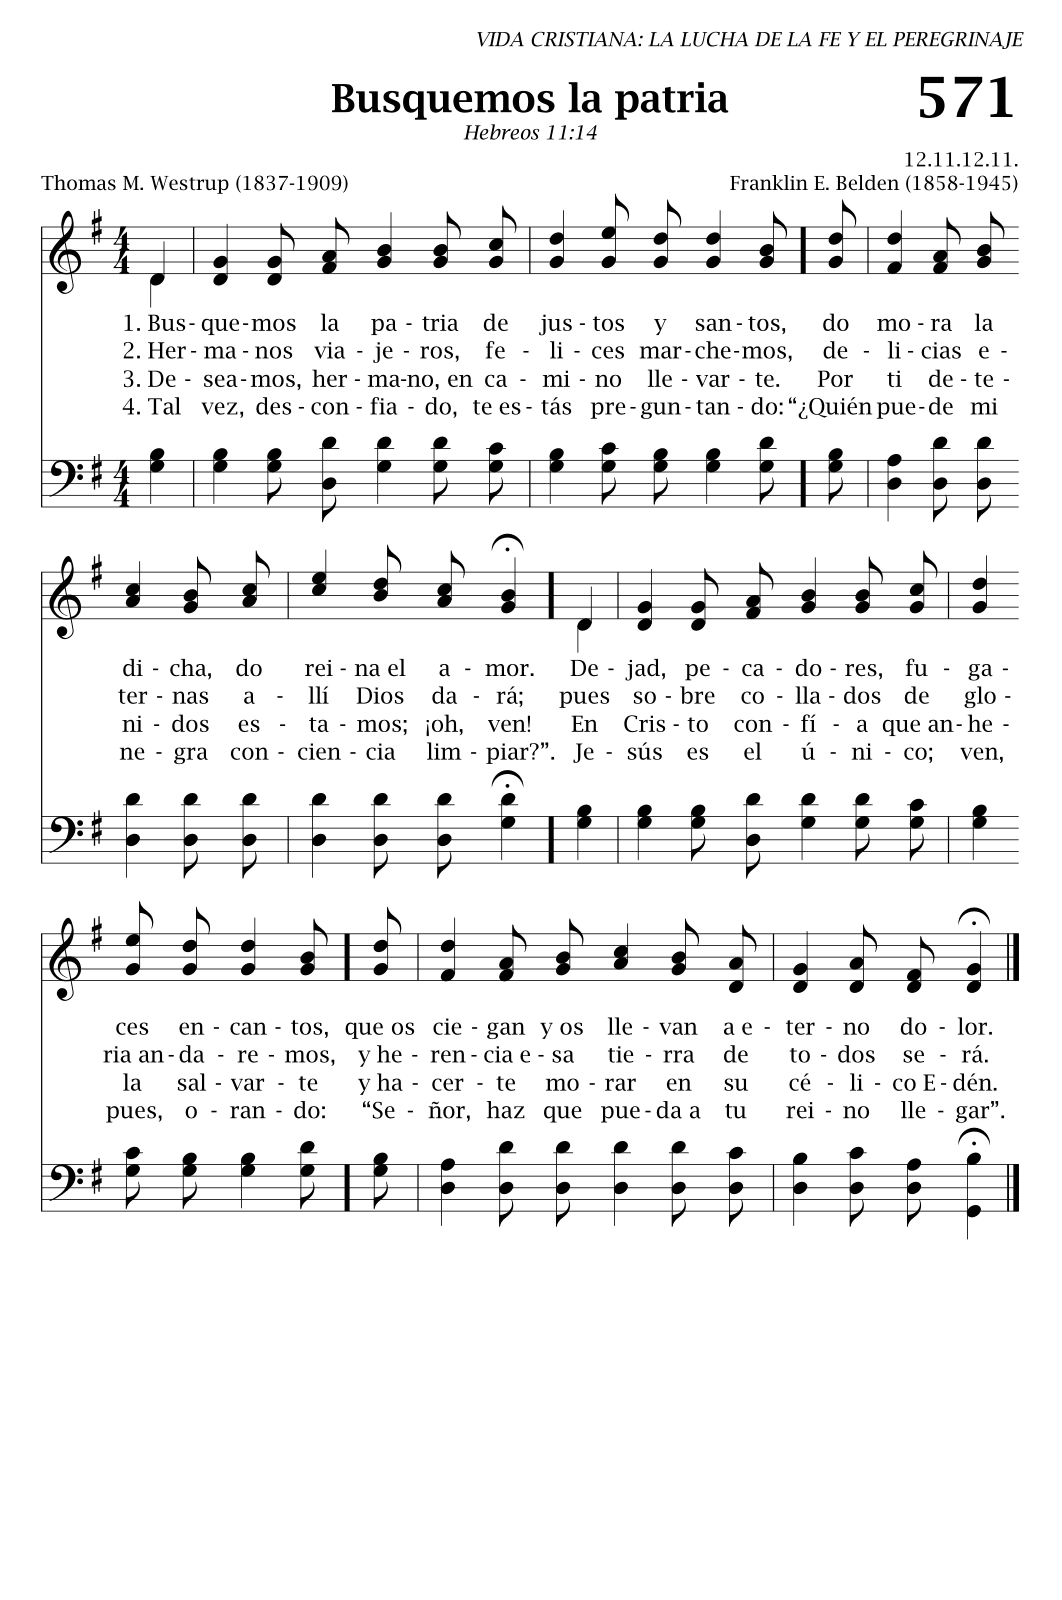 VIDA CRISTIANA: LA LUCHA DE LA FE Y EL PEREGRINAJE
Busquemos la patria
571
Hebreos 11:14
12.11.12.11.
Thomas M. Westrup (1837-1909)
Franklin E. Belden (1858-1945)
4
4
1. Bus - que - mos la pa - tria de jus - tos y san - tos, do mo - ra la
2. Her - ma - nos via - je - ros, fe - li - ces mar - che - mos, de - li - cias e -
3. De - sea - mos, her - ma - no, en ca - mi - no lle - var - te. Por ti de - te -
4. Tal vez, des - con - fia - do, te es - tás pre - gun - tan - do: “¿Quién pue - de mi
4
4
di - cha, do rei - na el a - mor. De - jad, pe - ca - do - res, fu - ga -
ter - nas a - llí Dios da - rá; pues so - bre co - lla - dos de glo -
ni - dos es - ta - mos; ¡oh, ven! En Cris - to con - fí - a que an - he -
ne - gra con - cien - cia lim - piar?”. Je - sús es el ú - ni - co; ven,
ces en - can - tos, que os cie - gan y os lle - van a e - ter - no do - lor.
ria an - da - re - mos, y he - ren - cia e - sa tie - rra de to - dos se - rá.
la sal - var - te y ha - cer - te mo - rar en su cé - li - co E - dén.
pues, o - ran - do: “Se - ñor, haz que pue - da a tu rei - no lle - gar”.